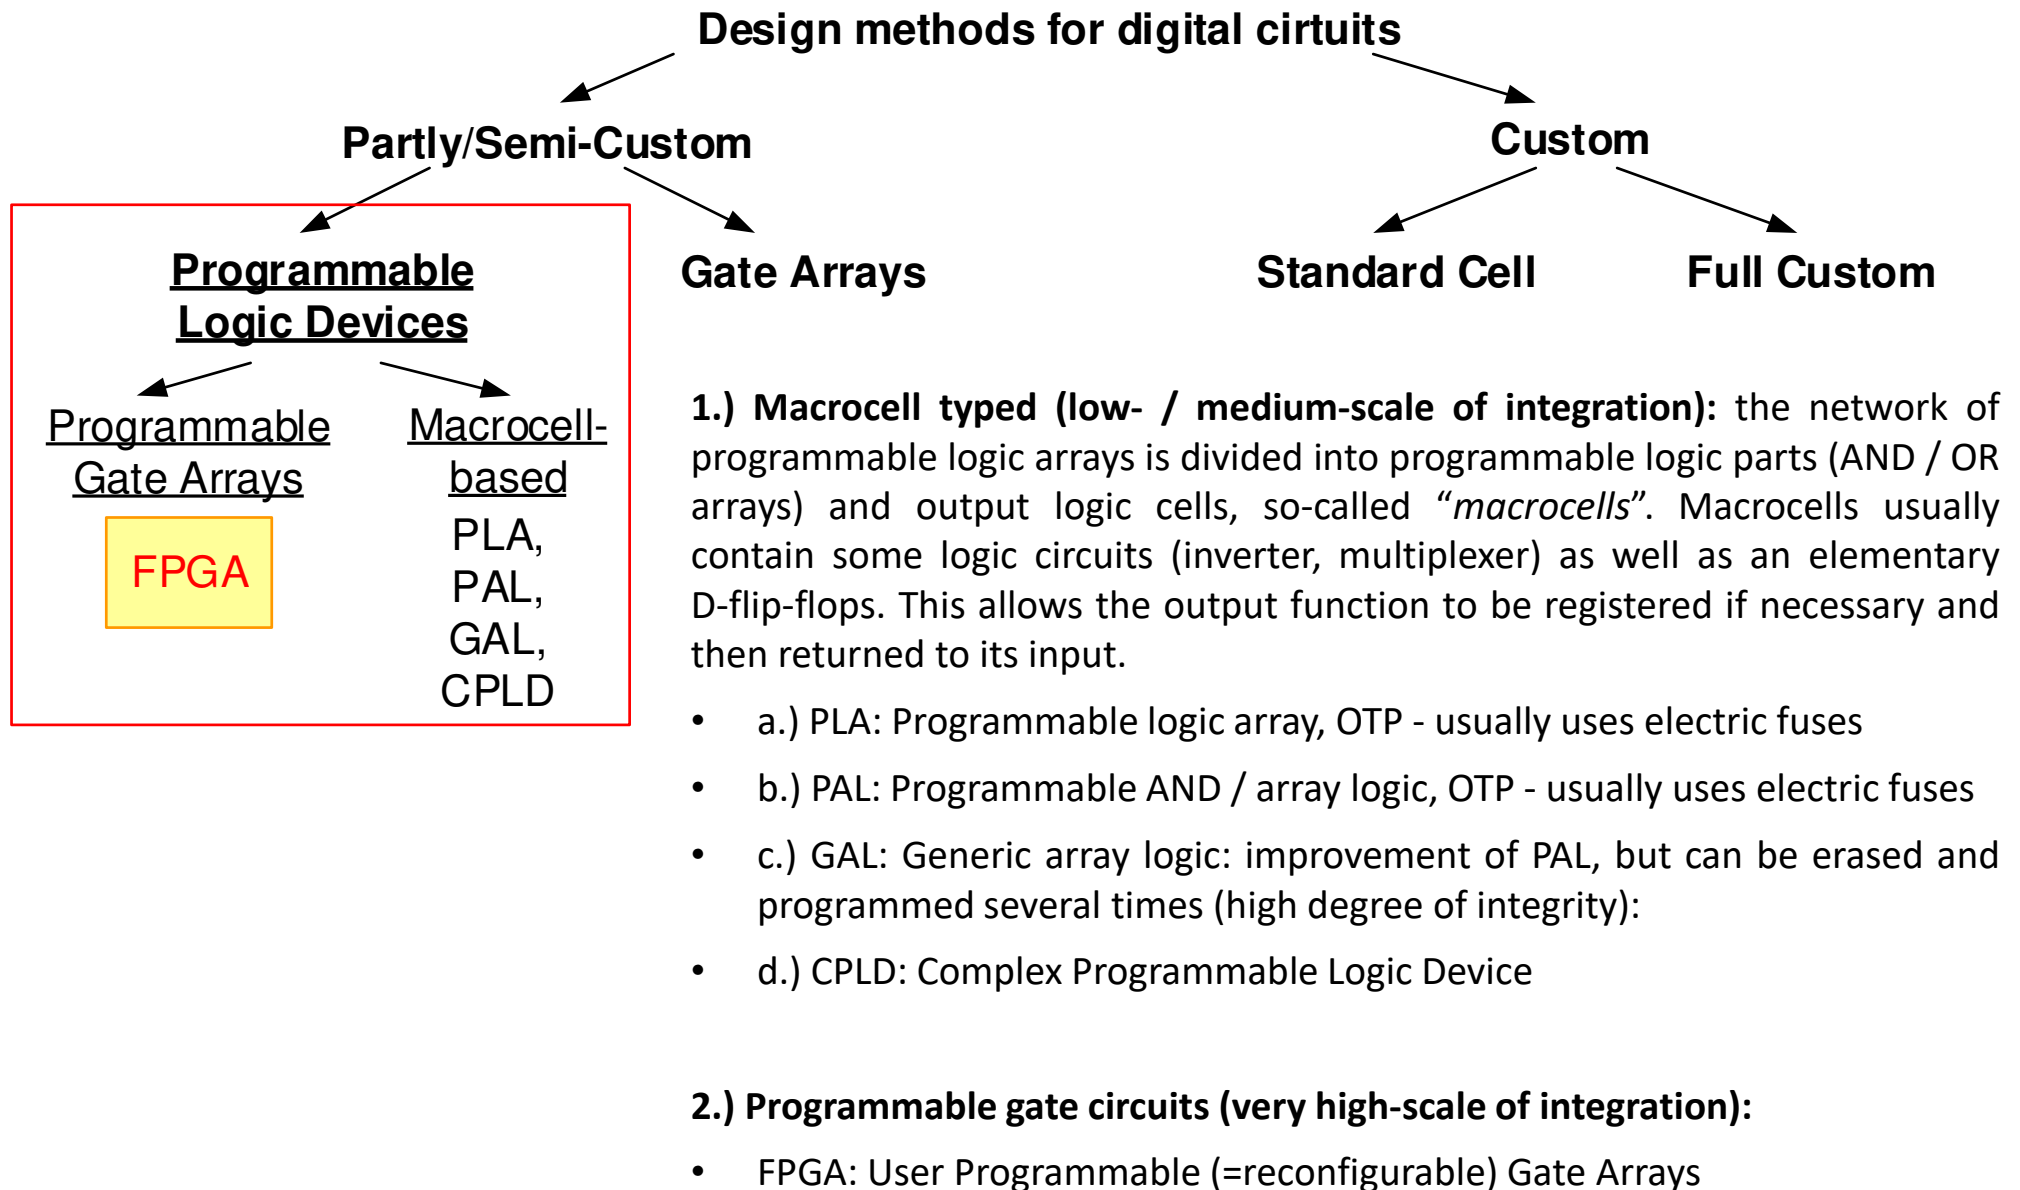 Design methods for digital cirtuits
Partly/Semi-Custom
Custom
Programmable
Logic Devices
Gate Arrays
Standard Cell
Full Custom
Programmable
Gate Arrays
FPGA
Macrocell-
based
PLA,
PAL,
GAL,
CPLD
1.) Macrocell typed (low- / medium-scale of integration): the network of
programmable logic arrays is divided into programmable logic parts (AND / OR
arrays) and output logic cells, so-called “macrocells”. Macrocells usually
contain some logic circuits (inverter, multiplexer) as well as an elementary
D-flip-flops. This allows the output function to be registered if necessary and
then returned to its input.
• a.) PLA: Programmable logic array, OTP - usually uses electric fuses
• b.) PAL: Programmable AND / array logic, OTP - usually uses electric fuses
• c.) GAL: Generic array logic: improvement of PAL, but can be erased and
programmed several times (high degree of integrity):
• d.) CPLD: Complex Programmable Logic Device
2.) Programmable gate circuits (very high-scale of integration):
• FPGA: User Programmable (=reconfigurable) Gate Arrays